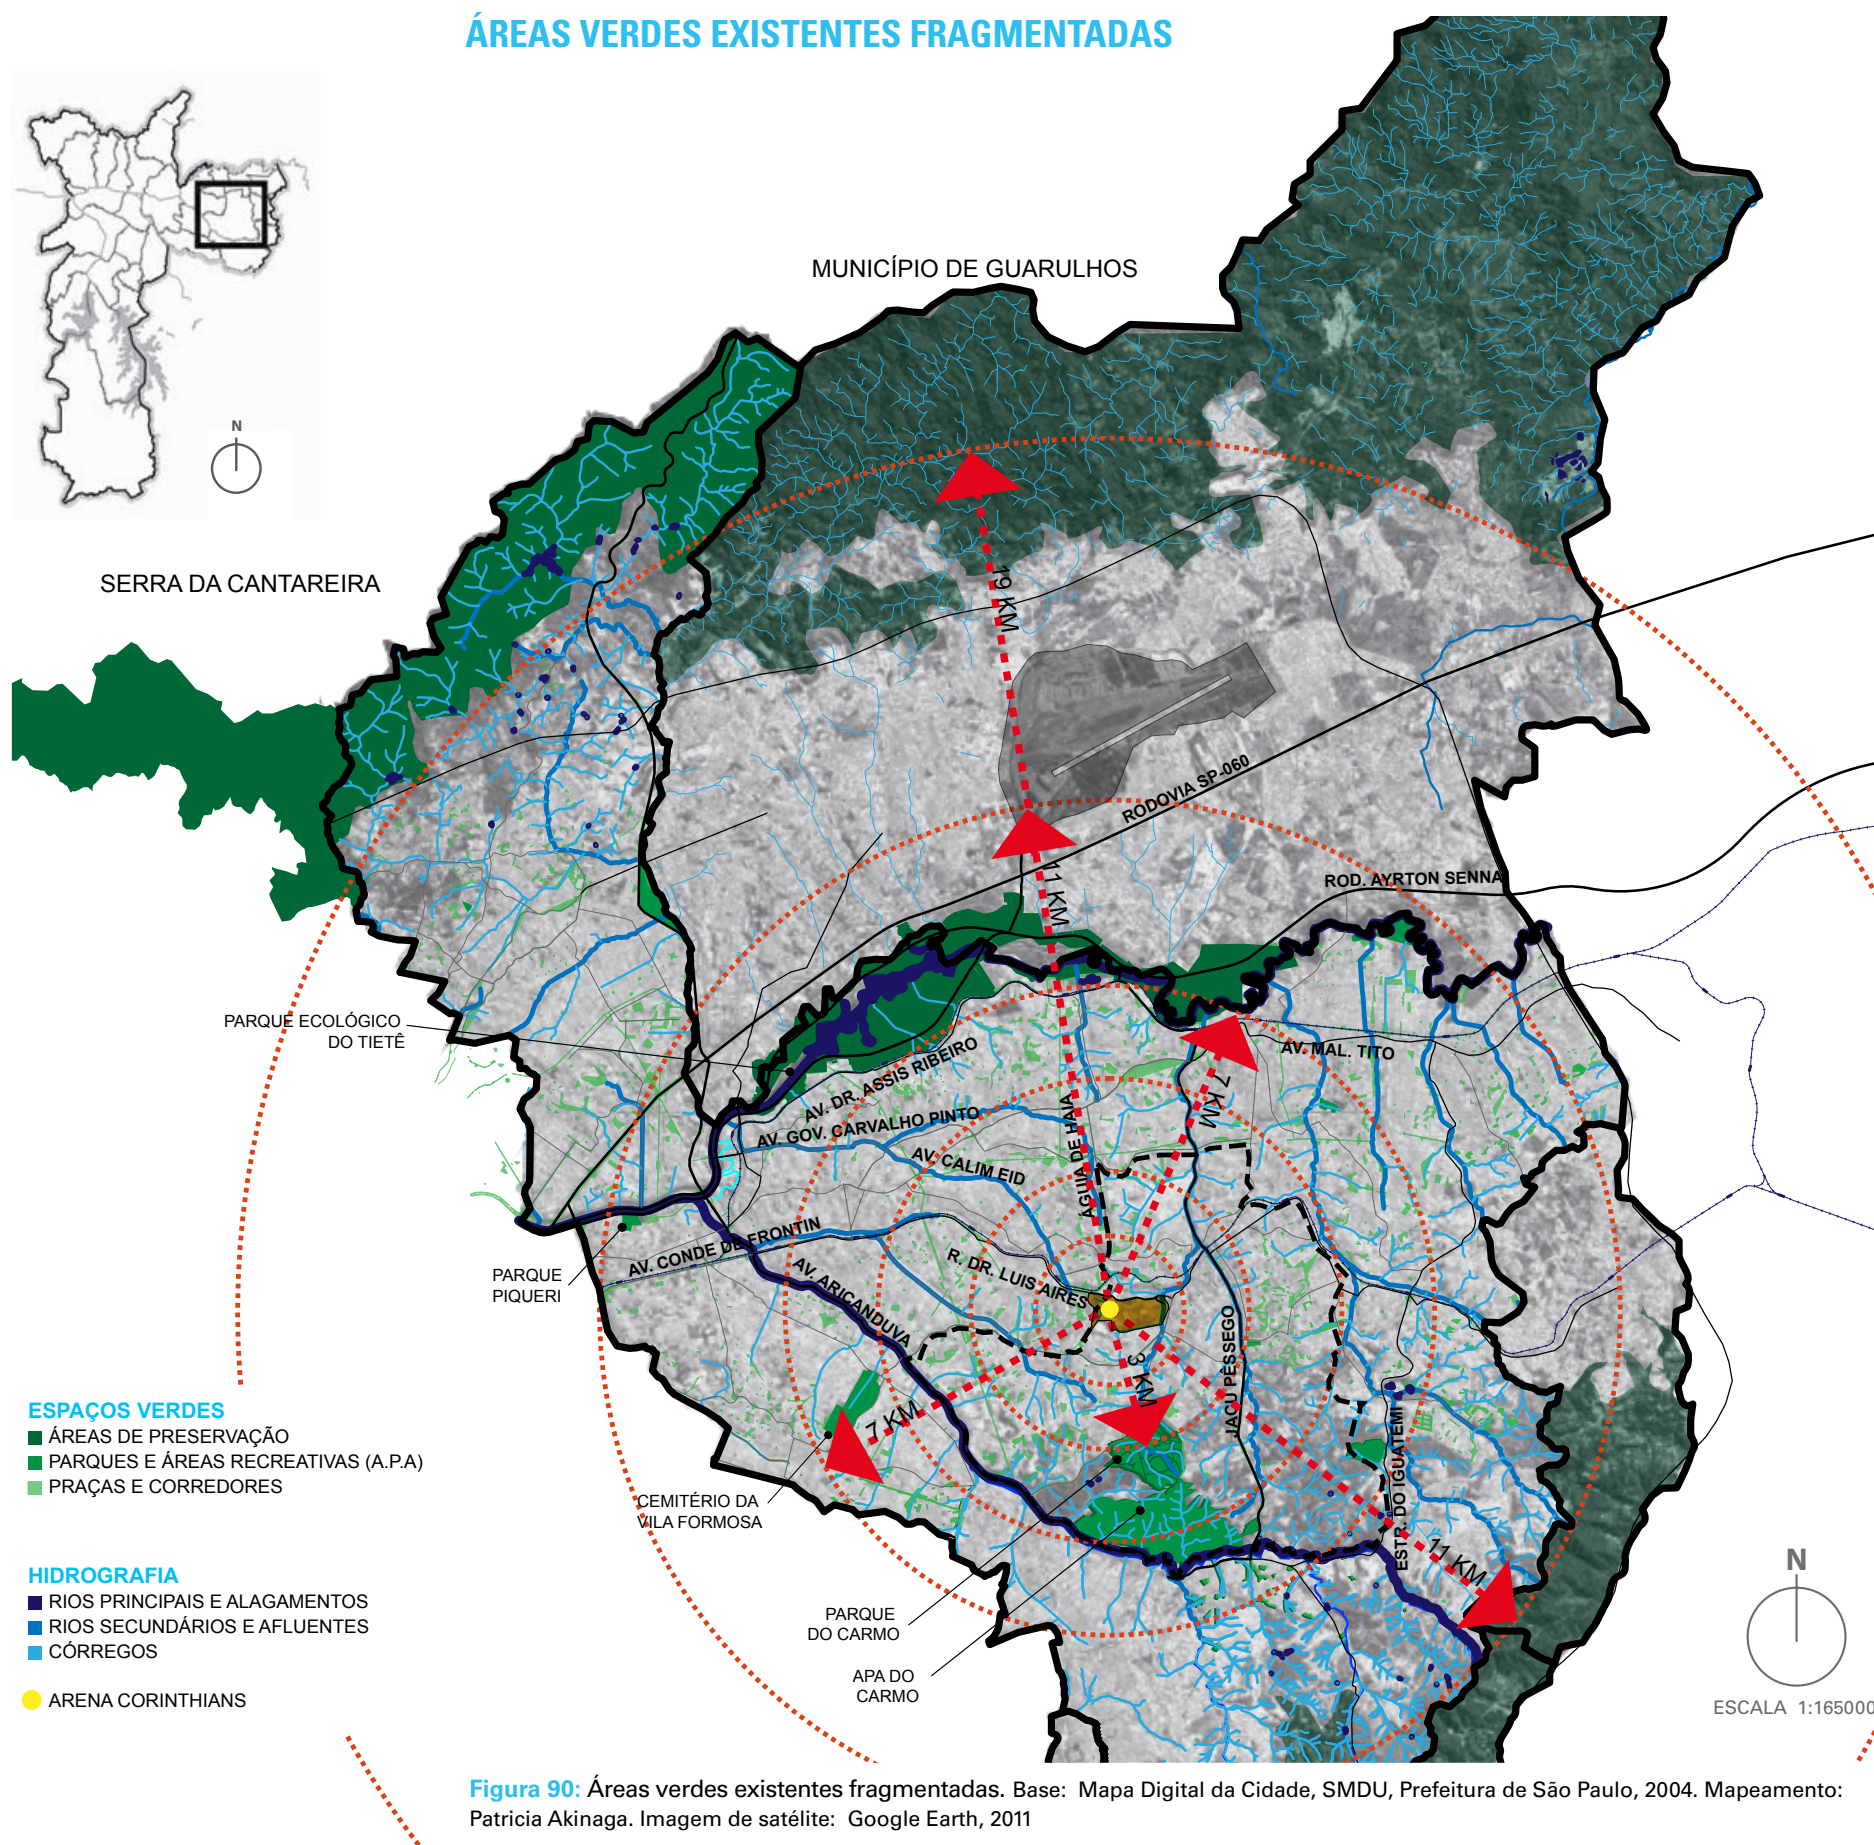 ÁREAS VERDES EXISTENTES FRAGMENTADAS
N
MUNICÍPIO DE GUARULHOS
SERRA DA CANTAREIRA
19 KM
RODOVIA SP-060
11 KM
ROD. AYRTON SENNA
PARQUE ECOLÓGICO
DO TIETÊ
AV. DR. ASSIS RIBEIRO
AV. MAL. TITO
7 KM
AV. GOV. CARVALHO PINTO
AGUIA DE HAIA
AV. CALIM EID
AV. CONDE DE FRONTIN
PARQUE
PIQUERI
AV. ARICANDUVA
R. DR. LUIS AIRES
JACU PÊSSEGO
3 KM
7 KM
ESTR. DO IGUATEMI
11 KM
ESPAÇOS VERDES
ÁREAS DE PRESERVAÇÃO
PARQUES E ÁREAS RECREATIVAS (A.P.A)
PRAÇAS E CORREDORES
CEMITÉRIO DA
VILA FORMOSA
HIDROGRAFIA
RIOS PRINCIPAIS E ALAGAMENTOS
RIOS SECUNDÁRIOS E AFLUENTES
CÓRREGOS
ARENA CORINTHIANS
PARQUE
DO CARMO
APA DO
CARMO
N
ESCALA 1:165000
Figura 90: Áreas verdes existentes fragmentadas. Base: Mapa Digital da Cidade, SMDU, Prefeitura de São Paulo, 2004. Mapeamento:
Patricia Akinaga. Imagem de satélite: Google Earth, 2011